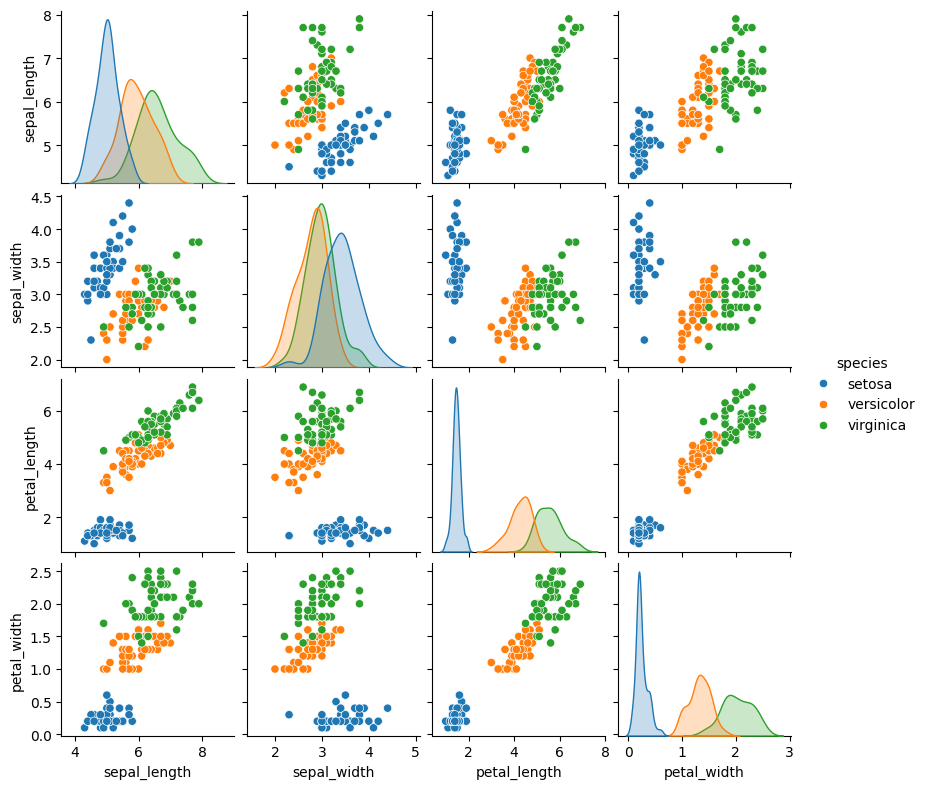 sepal_length
8
7
6
5
sepal_width
4.5
4.0
3.5
3.0
2.5
2.0
species
setosa
versicolor
virginica
petal_length
6
4
2
petal_width
2.5
2.0
1.5
1.0
0.5
0.0
4 6 8
2 3 4 5
2 4 6 8
0 1 2 3
sepal_length sepal_width petal_length petal_width